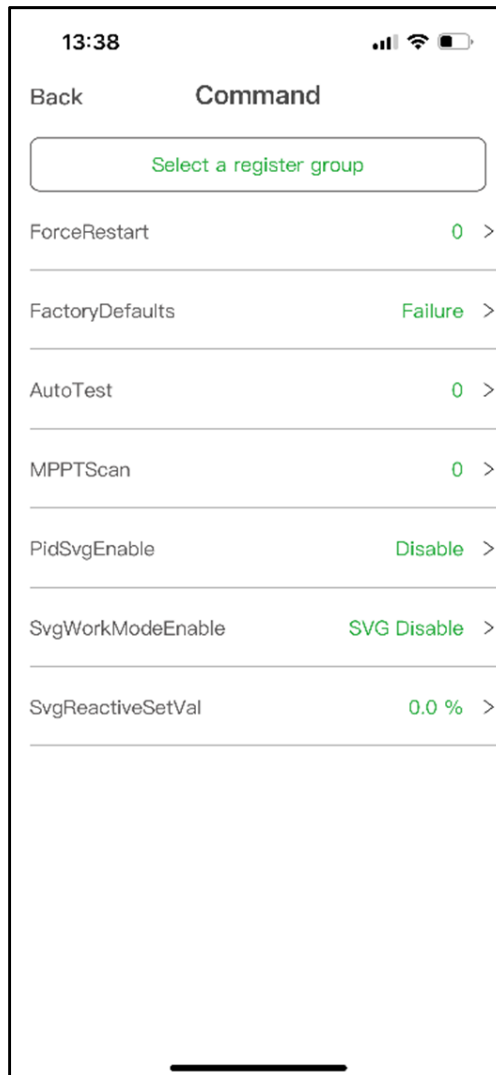 13:38
Back Command
Select a register group
ForceRestart 0 >
FactoryDefaults Failure >
AutoTest 0 >
MPPTScan 0 >
PidSvgEnable Disable >
SvgWorkModeEnable SVG Disable >
SvgReactiveSetVal 0.0 % >